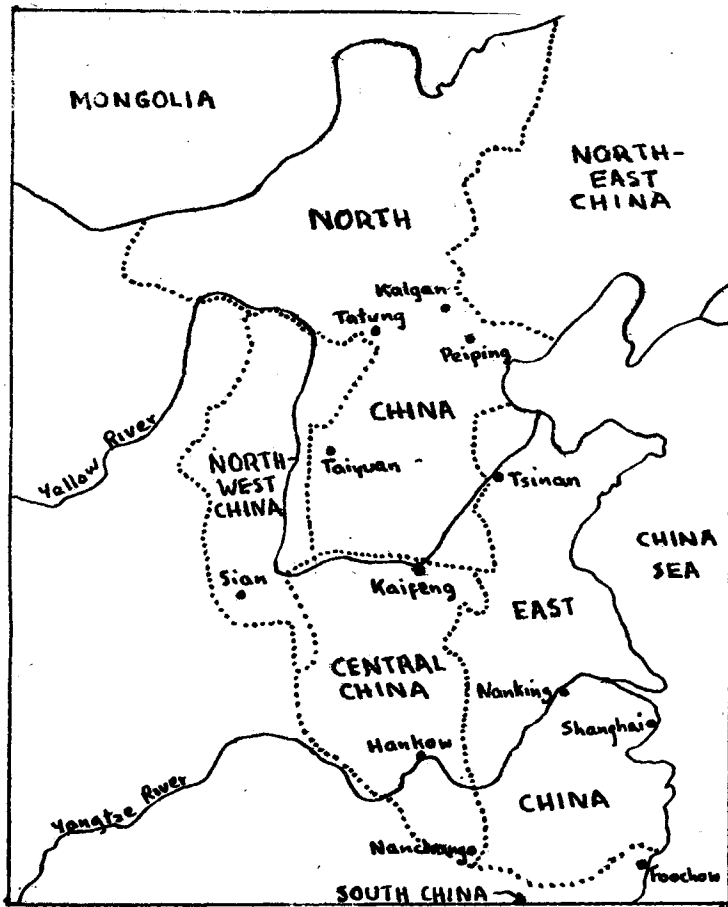 MONGOLIA
NORTH-
EAST
CHINA
NORTH
Kalgan
Tatung
Peiping
CHINA
Yellow River
NORTH-
WEST
CHINA
Taiyuan
Tsinan
CHINA
SEA
Sian
Kaifeng
EAST
CENTRAL
CHINA
Nanking
Shanghai
Hankow
CHINA
Yangtze River
Nanchang
Foochow
SOUTH CHINA